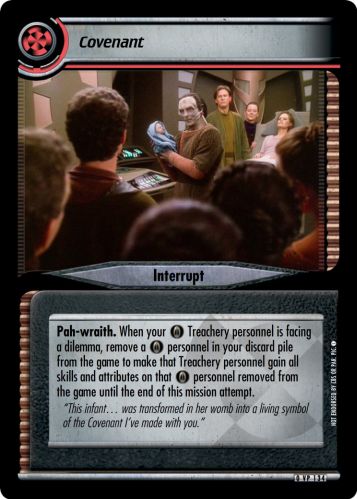 Covenant
Interrupt
Pah-wraith. When your Treachery personnel is facing
a dilemma, remove a personnel in your discard pile
from the game to make that Treachery personnel gain all
skills and attributes on that personnel removed from
the game until the end of this mission attempt.
"This infant... was transformed in her womb into a living symbol
of the Covenant I've made with you."
NOT ENDORSED BY CBS OR PAR. PIC.
0 VP 134